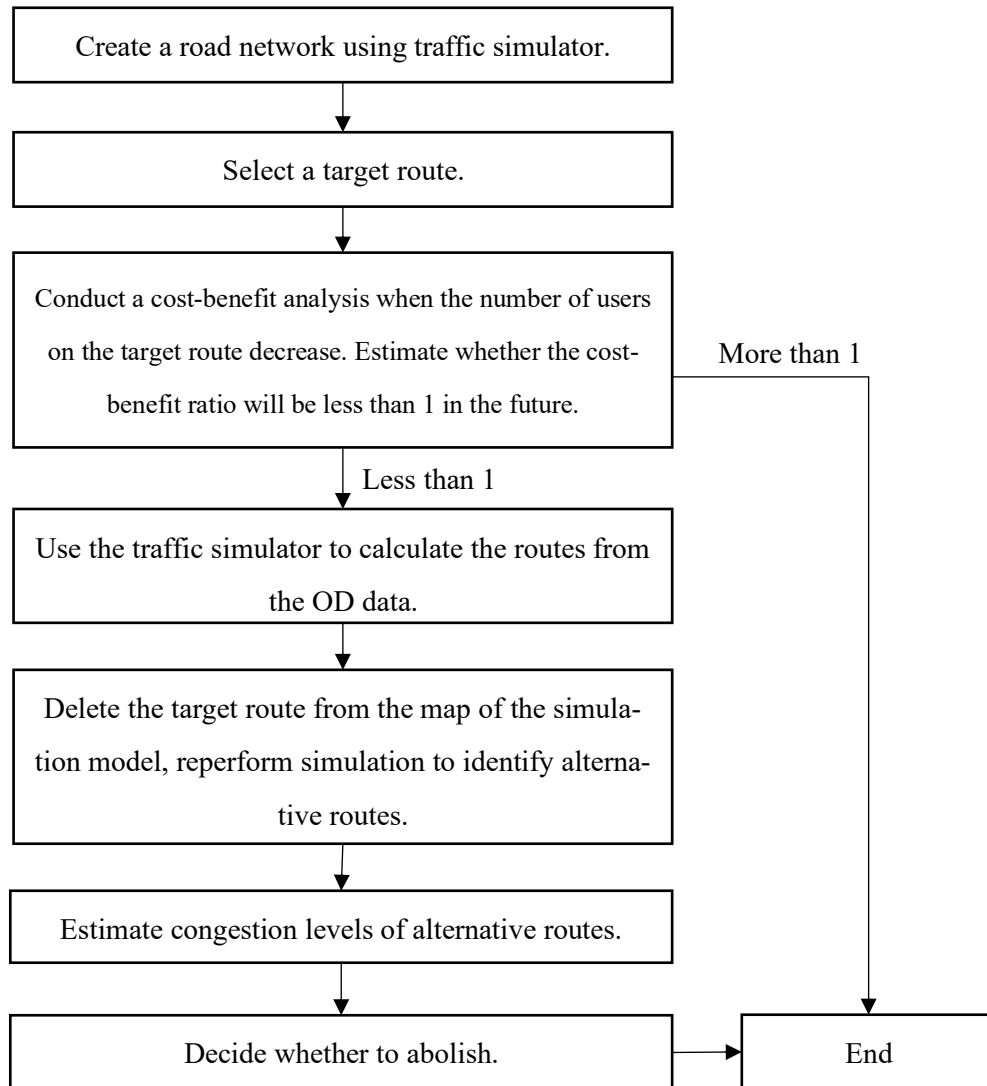 Create a road network using traffic simulator.
Select a target route.
Conduct a cost-benefit analysis when the number of users
on the target route decrease. Estimate whether the cost-
benefit ratio will be less than 1 in the future.
More than 1
Less than 1
Use the traffic simulator to calculate the routes from
the OD data.
Delete the target route from the map of the simula-
tion model, reperform simulation to identify alterna-
tive routes.
Estimate congestion levels of alternative routes.
Decide whether to abolish.
End